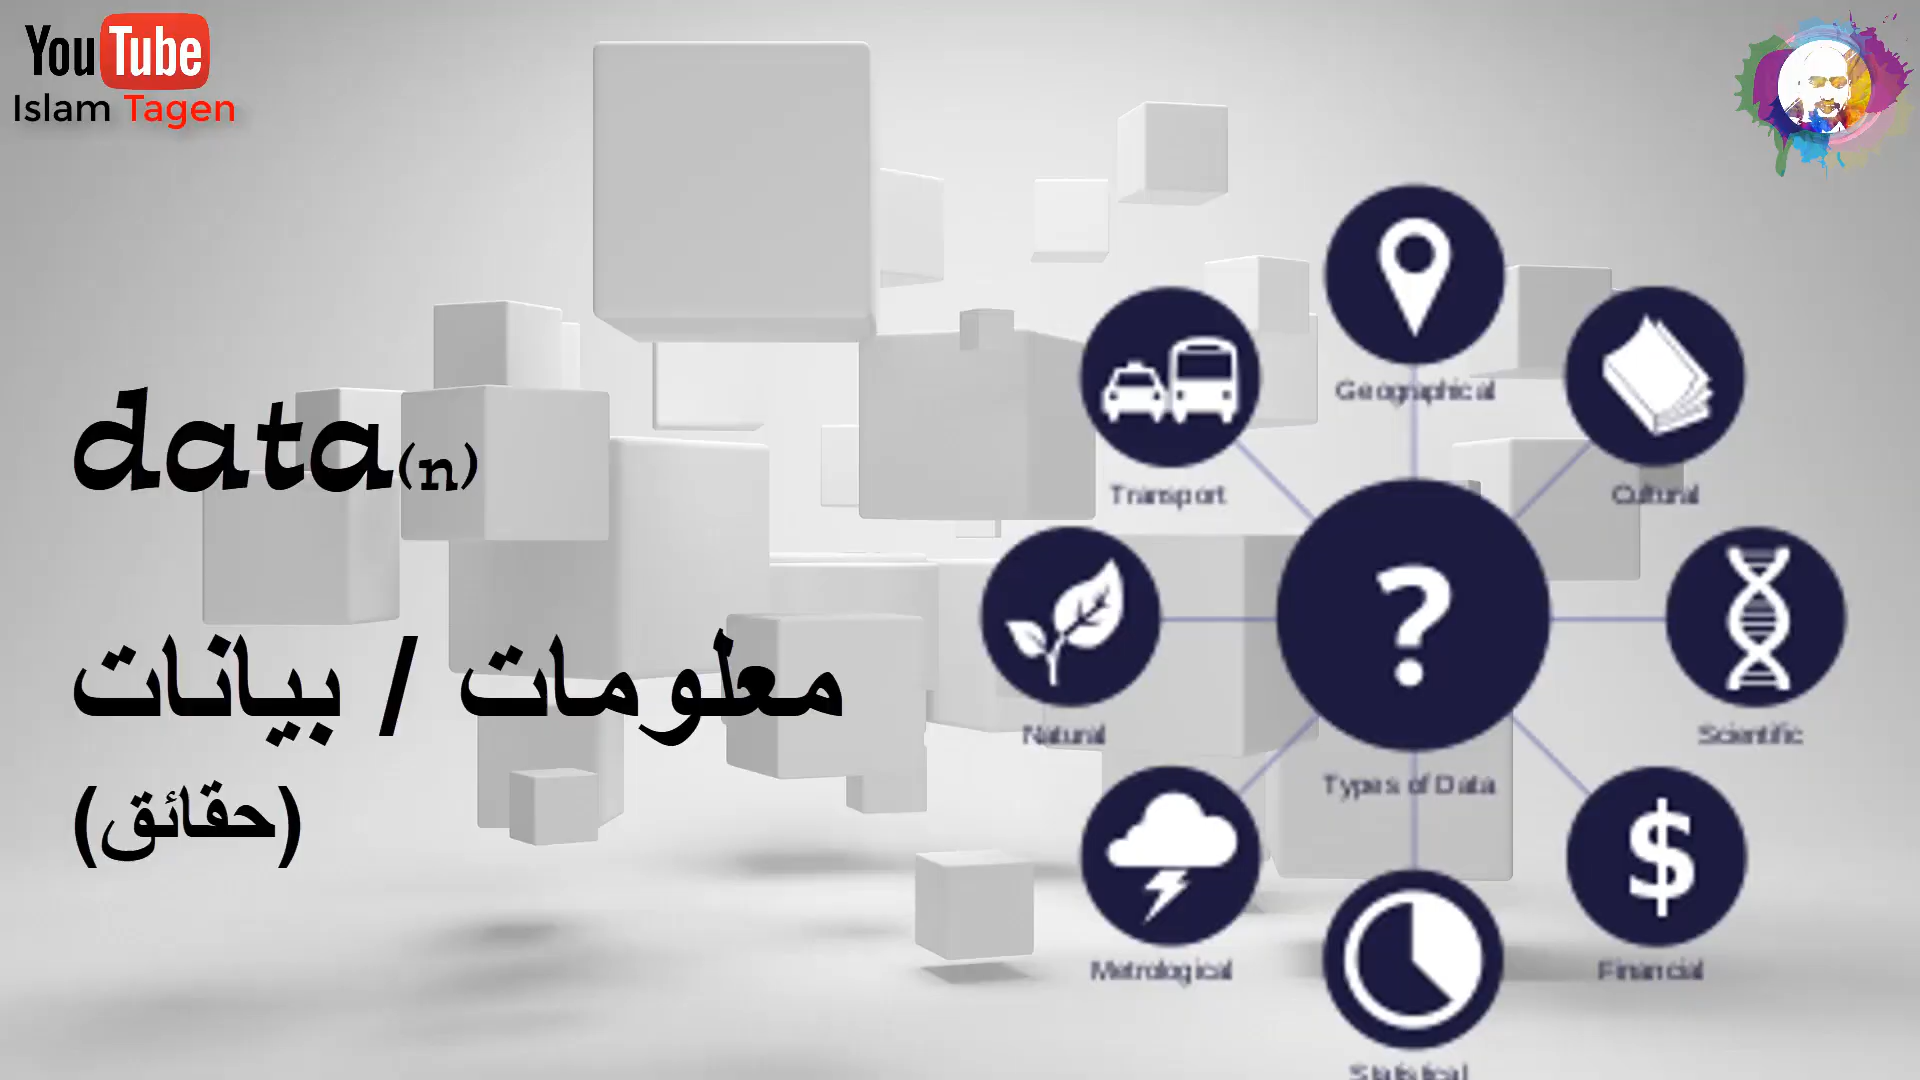 YouTube
Islam Tagen
data(n)
معلومات / بيانات
(حقائق)
Geographical
Transport
Cultural
Natural
Scientific
Types of Data
Metrological
Financial
Statistical